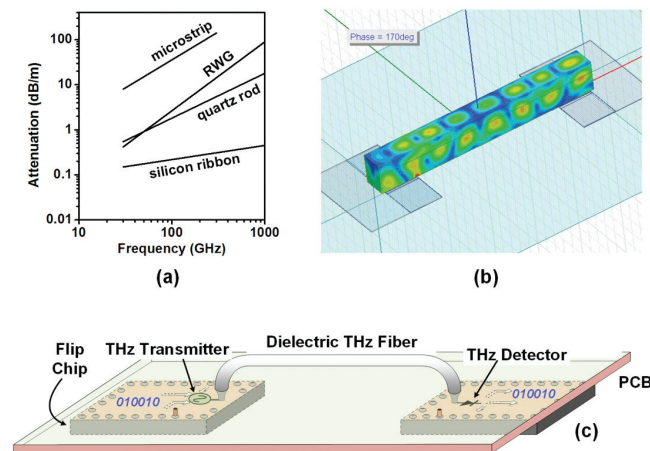 100
10
1
0.1
0.01
10
100
1000
Attenuation (dB/m)
Frequency (GHz)
microstrip
RWG
quartz rod
silicon ribbon
(a)
Phase = 170deg
(b)
Flip
Chip
THz Transmitter
Dielectric THz Fiber
THz Detector
PCB
010010
010010
(c)